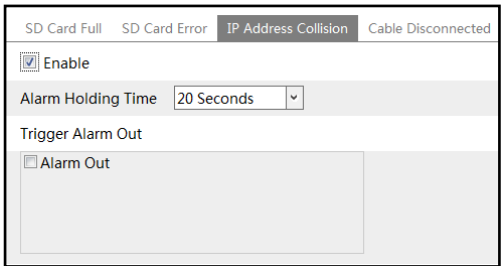 SD Card Full SD Card Error IP Address Collision Cable Disconnected
Enable
Alarm Holding Time 20 Seconds
Trigger Alarm Out
Alarm Out